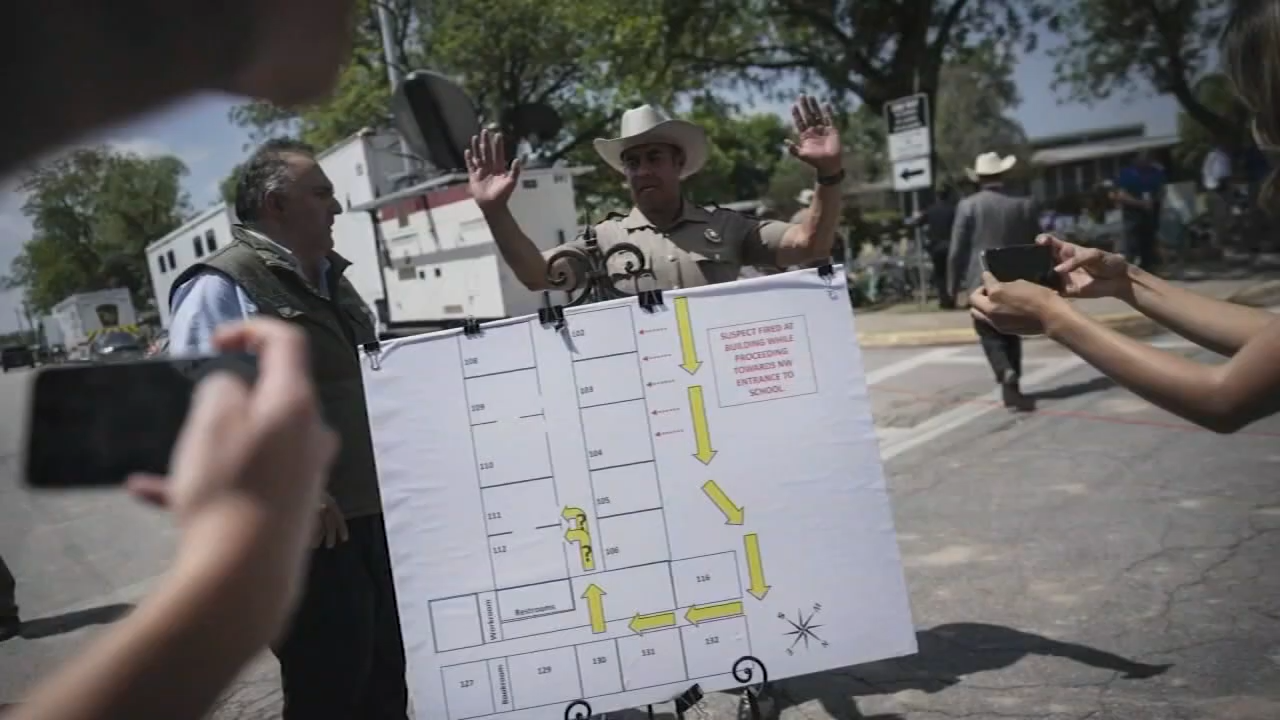 102
108
SUSPECT FIRED AT
BUILDING WHILE
PROCEEDING
TOWARDS NW
ENTRANCE TO
SCHOOL.
103
109
104
110
105
111
?
?
112
106
116
Workroom
Restrooms
132
131
130
129
Bookroom
127